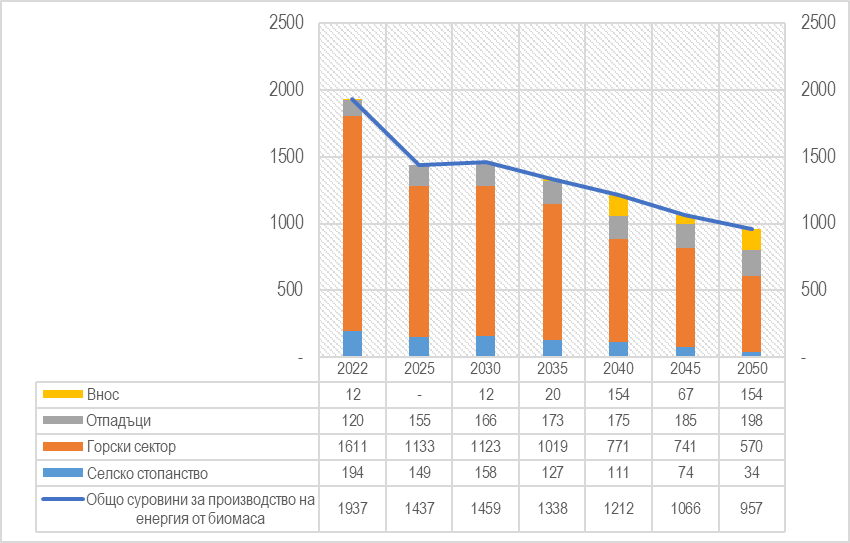 2500 2500
2000 2000
1500 1500
1000 1000
500 500
- -
2022 2025 2030 2035 2040 2045 2050
Внос 12 - 12 20 154 67 154
Отпадъци 120 155 166 173 175 185 198
Горски сектор 1611 1133 1123 1019 771 741 570
Селско стопанство 194 149 158 127 111 74 34
Общо суровини за производство на
енергия от биомаса 1937 1437 1459 1338 1212 1066 957